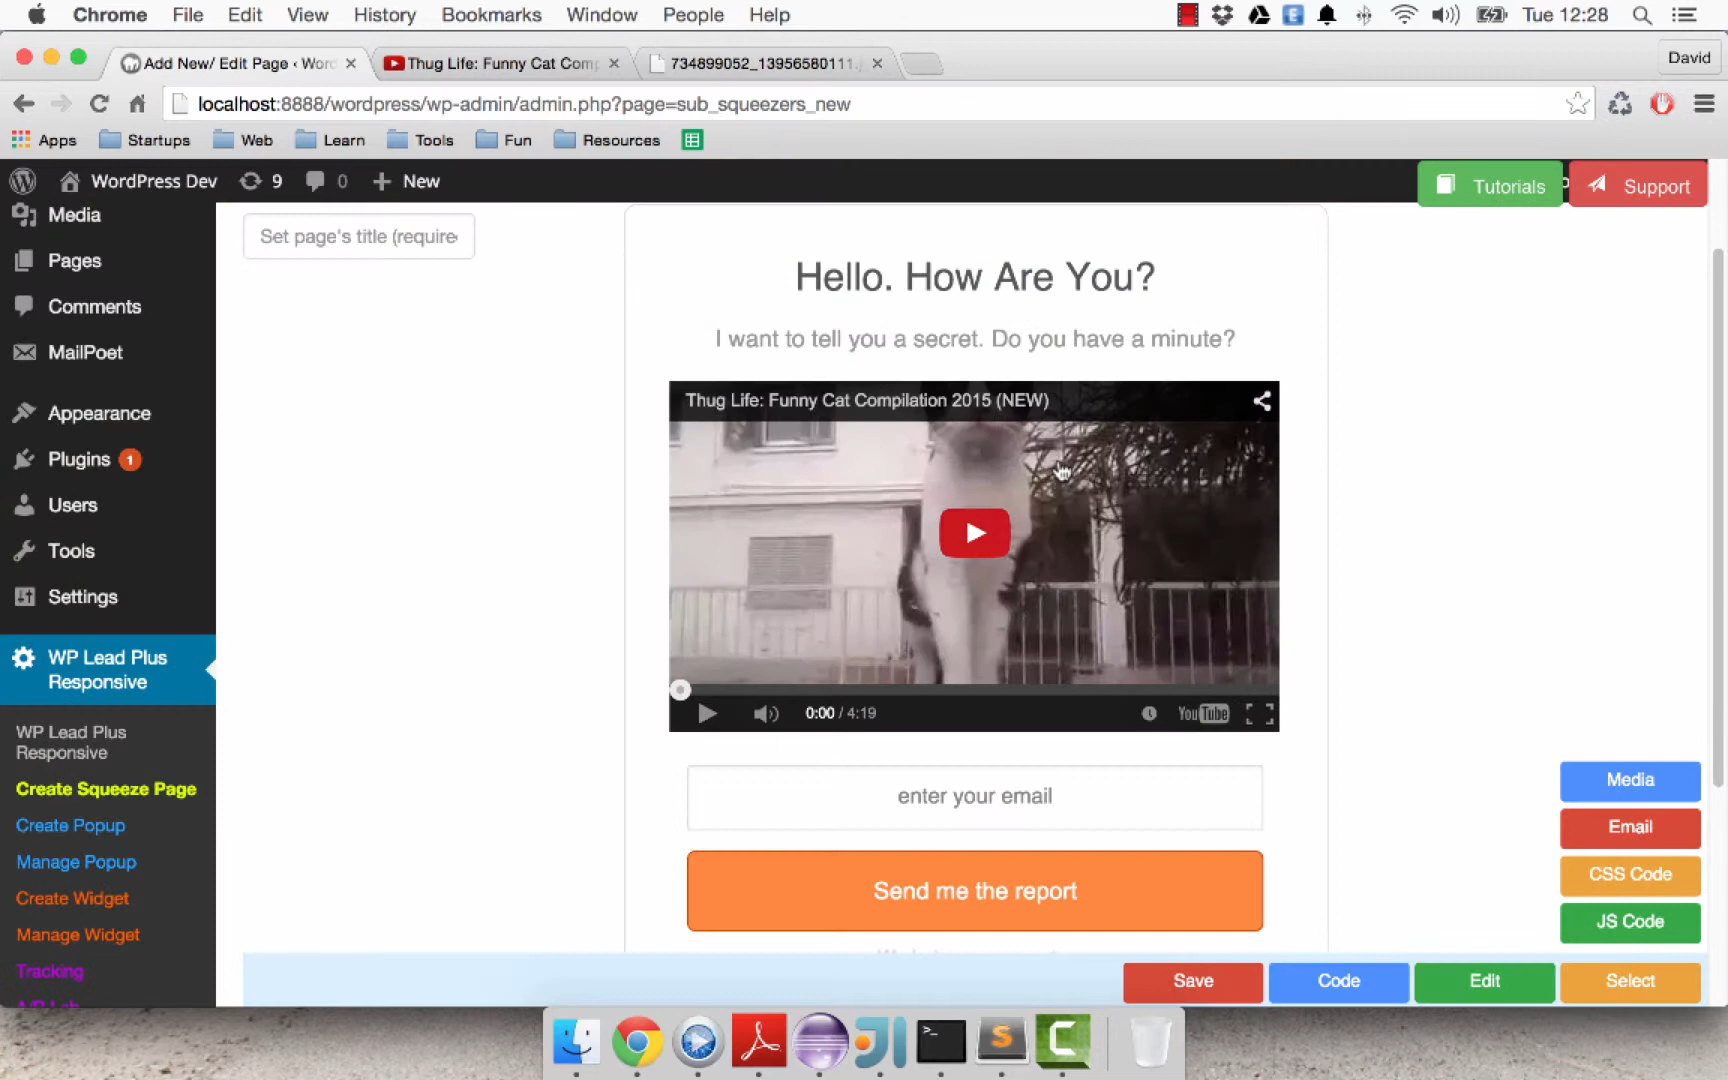 Chrome File Edit View History Bookmarks Window People Help Tue 12:28
Add New/ Edit Page ‹ Word Thug Life: Funny Cat Comp 734899052_13956580111.j David
localhost:8888/wordpress/wp-admin/admin.php?page=sub_squeezers_new
Apps Startups Web Learn Tools Fun Resources
WordPress Dev 9 0 New Tutorials Support
Media
Pages
Comments
MailPoet
Appearance
Plugins 1
Users
Tools
Settings
WP Lead Plus
Responsive
WP Lead Plus
Responsive
Create Squeeze Page
Create Popup
Manage Popup
Create Widget
Manage Widget
Tracking
Set page's title (require
Hello. How Are You?
I want to tell you a secret. Do you have a minute?
Thug Life: Funny Cat Compilation 2015 (NEW)
0:00 / 4:19 YouTube
enter your email
Send me the report
Media
Email
CSS Code
JS Code
Save Code Edit Select